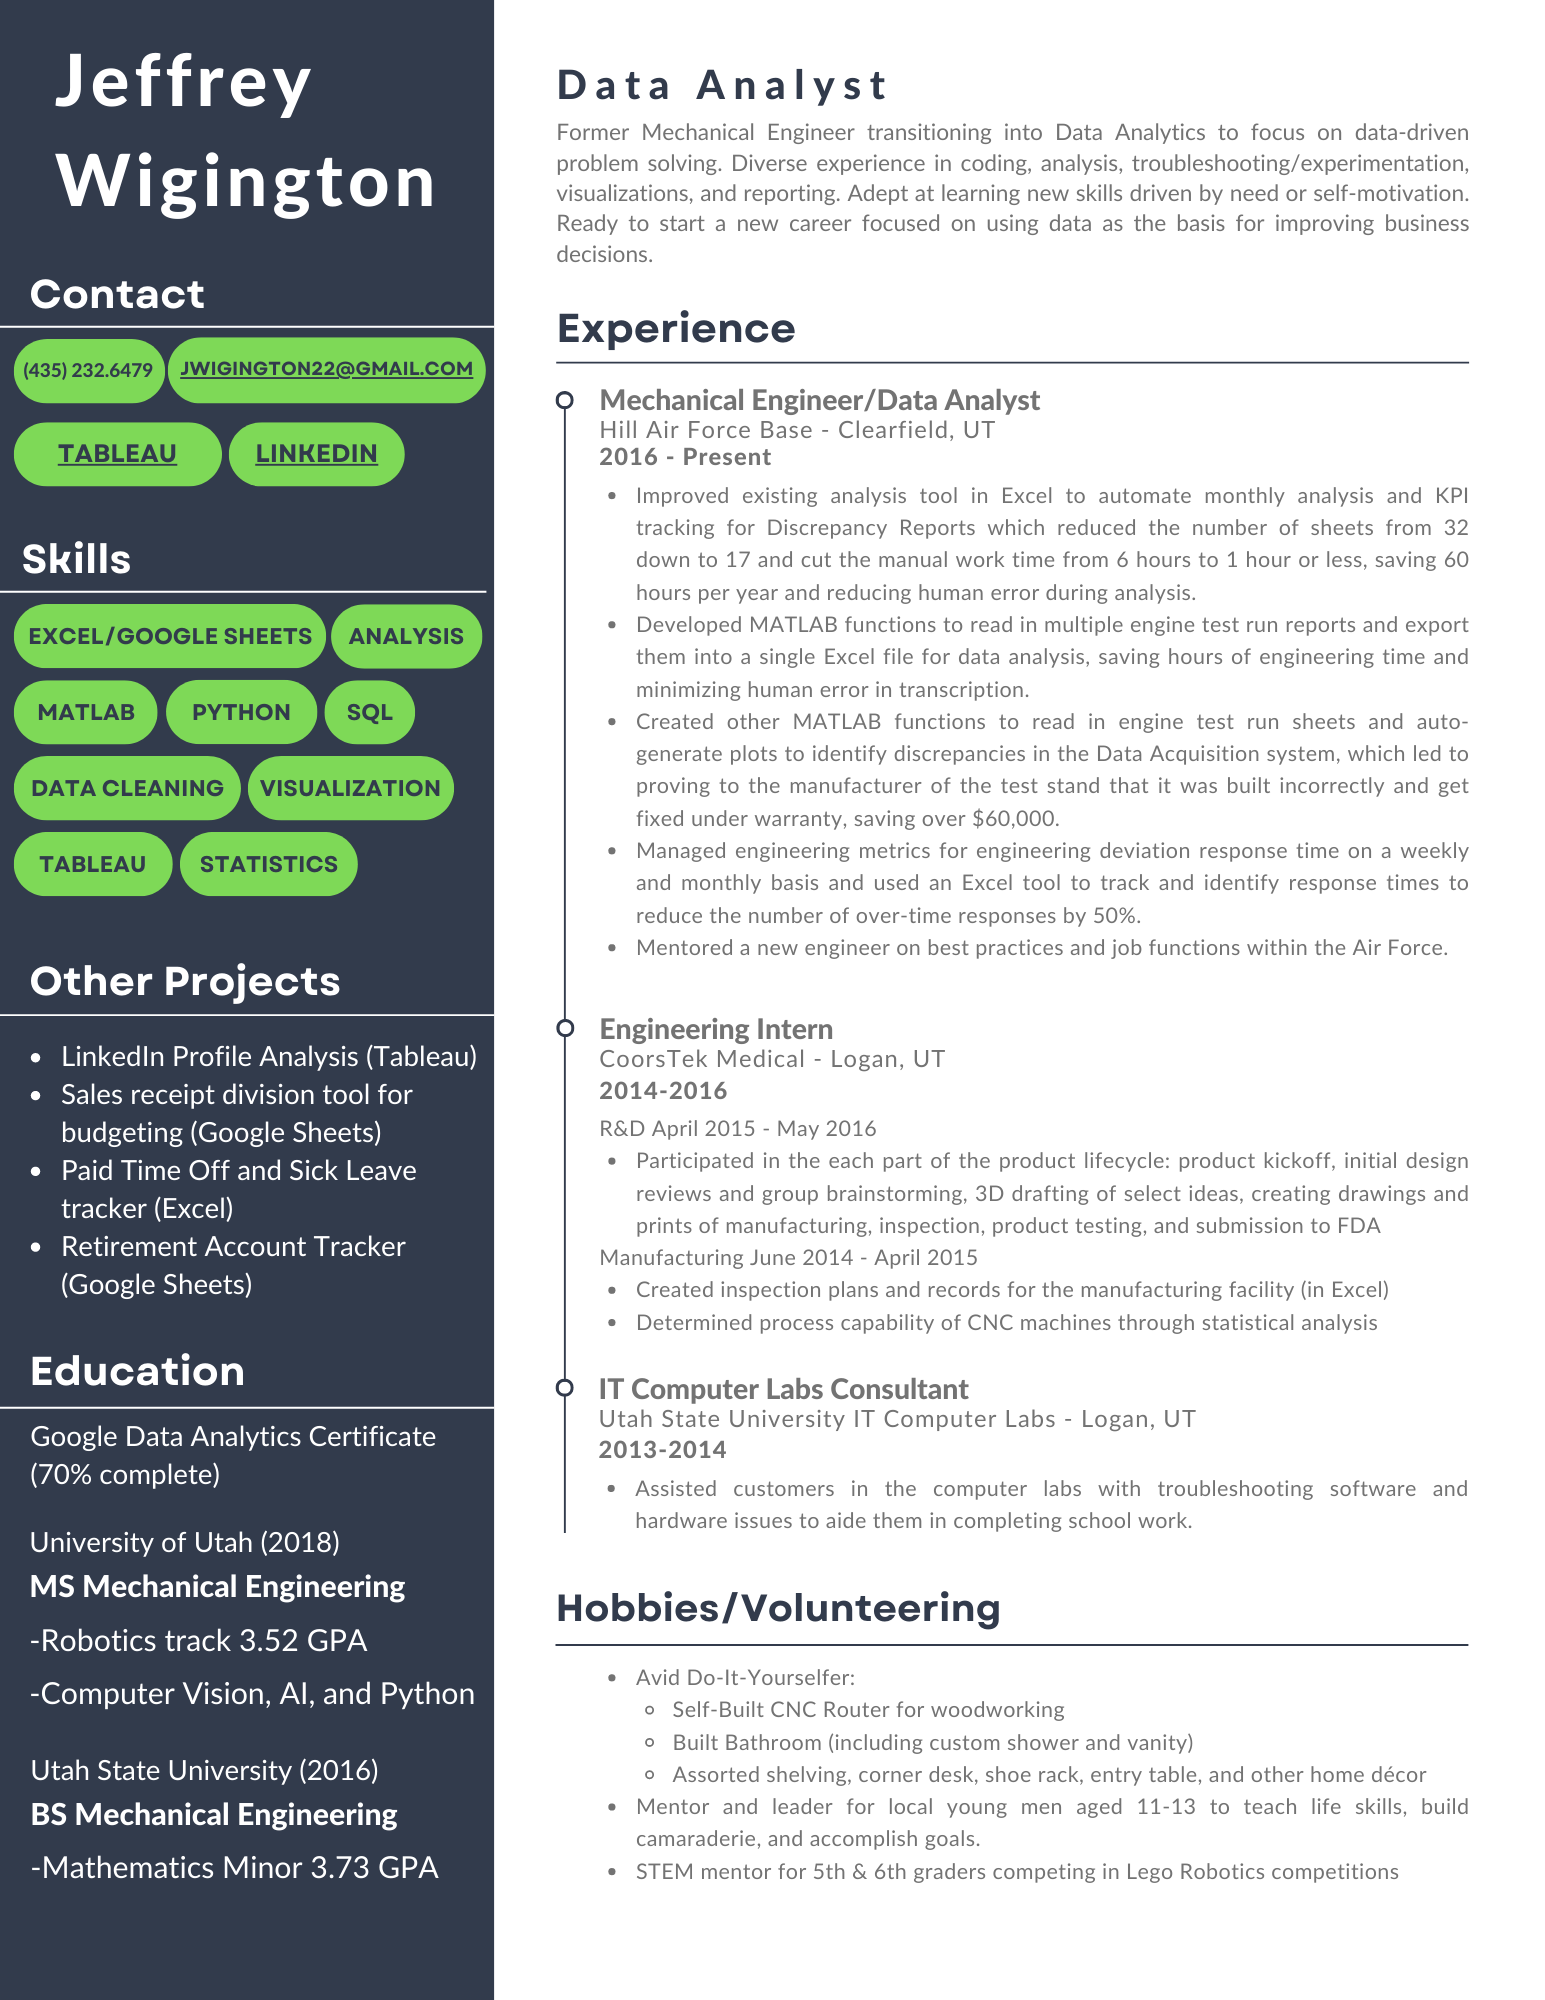 Jeffrey
Wigington
Contact
(435) 232.6479
JWIGINGTON22@GMAIL.COM
TABLEAU
LINKEDIN
Skills
EXCEL/GOOGLE SHEETS
ANALYSIS
MATLAB
PYTHON
SQL
DATA CLEANING
VISUALIZATION
TABLEAU
STATISTICS
Other Projects
• LinkedIn Profile Analysis (Tableau)
• Sales receipt division tool for
budgeting (Google Sheets)
• Paid Time Off and Sick Leave
tracker (Excel)
• Retirement Account Tracker
(Google Sheets)
Education
Google Data Analytics Certificate
(70% complete)
University of Utah (2018)
MS Mechanical Engineering
-Robotics track 3.52 GPA
-Computer Vision, AI, and Python
Utah State University (2016)
BS Mechanical Engineering
-Mathematics Minor 3.73 GPA
Data Analyst
Former Mechanical Engineer transitioning into Data Analytics to focus on data-driven
problem solving. Diverse experience in coding, analysis, troubleshooting/experimentation,
visualizations, and reporting. Adept at learning new skills driven by need or self-motivation.
Ready to start a new career focused on using data as the basis for improving business
decisions.
Experience
Mechanical Engineer/Data Analyst
Hill Air Force Base - Clearfield, UT
2016 - Present
• Improved existing analysis tool in Excel to automate monthly analysis and KPI
tracking for Discrepancy Reports which reduced the number of sheets from 32
down to 17 and cut the manual work time from 6 hours to 1 hour or less, saving 60
hours per year and reducing human error during analysis.
• Developed MATLAB functions to read in multiple engine test run reports and export
them into a single Excel file for data analysis, saving hours of engineering time and
minimizing human error in transcription.
• Created other MATLAB functions to read in engine test run sheets and auto-
generate plots to identify discrepancies in the Data Acquisition system, which led to
proving to the manufacturer of the test stand that it was built incorrectly and get
fixed under warranty, saving over $60,000.
• Managed engineering metrics for engineering deviation response time on a weekly
and monthly basis and used an Excel tool to track and identify response times to
reduce the number of over-time responses by 50%.
• Mentored a new engineer on best practices and job functions within the Air Force.
Engineering Intern
CoorsTek Medical - Logan, UT
2014-2016
R&D April 2015 - May 2016
• Participated in the each part of the product lifecycle: product kickoff, initial design
reviews and group brainstorming, 3D drafting of select ideas, creating drawings and
prints of manufacturing, inspection, product testing, and submission to FDA
Manufacturing June 2014 - April 2015
• Created inspection plans and records for the manufacturing facility (in Excel)
• Determined process capability of CNC machines through statistical analysis
IT Computer Labs Consultant
Utah State University IT Computer Labs - Logan, UT
2013-2014
• Assisted customers in the computer labs with troubleshooting software and
hardware issues to aide them in completing school work.
Hobbies/Volunteering
• Avid Do-It-Yourselfer:
◦ Self-Built CNC Router for woodworking
◦ Built Bathroom (including custom shower and vanity)
◦ Assorted shelving, corner desk, shoe rack, entry table, and other home décor
• Mentor and leader for local young men aged 11-13 to teach life skills, build
camaraderie, and accomplish goals.
• STEM mentor for 5th & 6th graders competing in Lego Robotics competitions